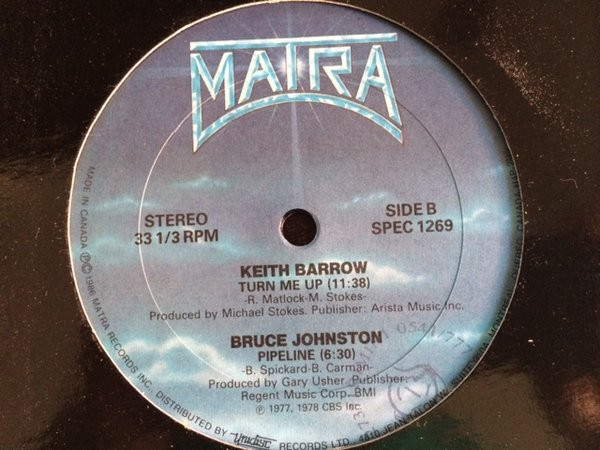 MATRA
STEREO
33 1/3 RPM
SIDE B
SPEC 1269
KEITH BARROW
TURN ME UP (11:38)
-R. Matlock-M. Stokes-
Produced by Michael Stokes. Publisher: Arista Music Inc.
BRUCE JOHNSTON
PIPELINE (6:30)
-B. Spickard-B. Carman-
Produced by Gary Usher. Publisher:
Regent Music Corp. BMI
℗ 1977, 1978 CBS Inc.
MADE IN CANADA ℗© 1986 MATRA RECORDS INC. DISTRIBUTED BY Unidisc RECORDS LTD. 4810 JEAN TALON W.